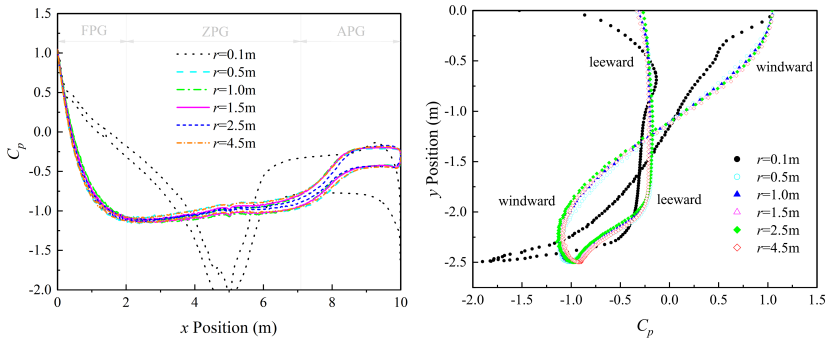 FPG ZPG APG
r=0.1m
r=0.5m
r=1.0m
r=1.5m
r=2.5m
r=4.5m
1.5
1.0
0.5
0.0
-0.5
-1.0
-1.5
-2.0
Cp
0 2 4 6 8 10
x Position (m)
0.0
-0.5
-1.0
-1.5
-2.0
-2.5
y Position (m)
leeward
windward
windward
leeward
r=0.1m
r=0.5m
r=1.0m
r=1.5m
r=2.5m
r=4.5m
-2.0 -1.5 -1.0 -0.5 0.0 0.5 1.0 1.5
Cp